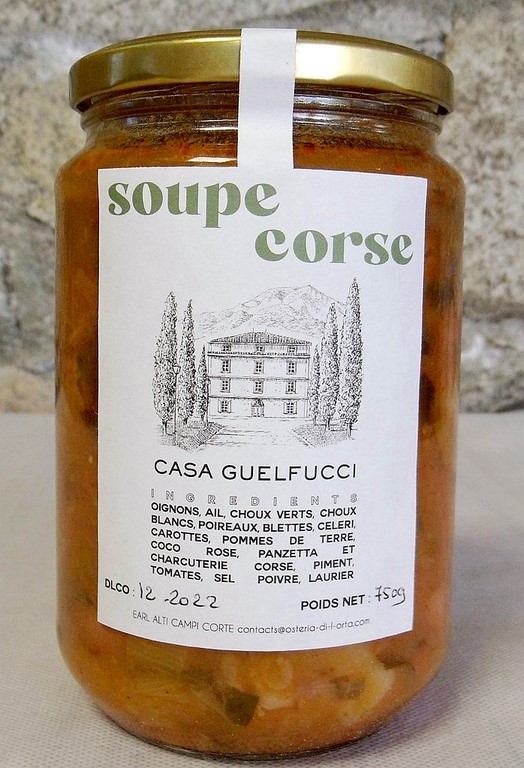 soupe
corse
CASA GUELFUCCI
INGREDIENTS
OIGNONS, AIL, CHOUX VERTS, CHOUX
BLANCS, POIREAUX, BLETTES, CELERI,
CAROTTES, POMMES DE TERRE,
COCO ROSE, PANZETTA ET
CHARCUTERIE CORSE, PIMENT,
TOMATES, SEL POIVRE, LAURIER
DLCO : 12 .2022
POIDS NET : 750g
EARL ALTI CAMPI CORTE contacts@osteria-di-l-orta.com